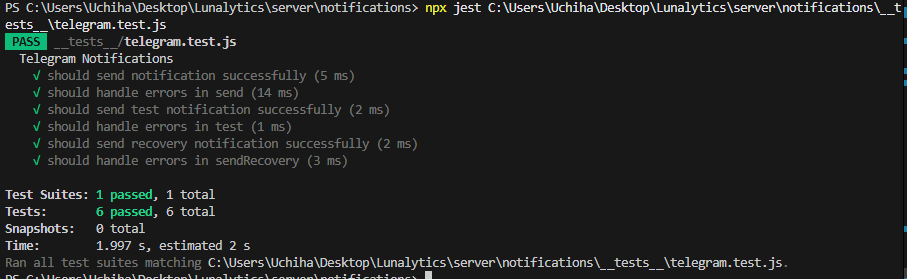 PS C:\Users\Uchiha\Desktop\Lunalytics\server\notifications> npx jest C:\Users\Uchiha\Desktop\Lunalytics\server\notifications\__t
ests__\telegram.test.js
PASS __tests__/telegram.test.js
Telegram Notifications
√ should send notification successfully (5 ms)
√ should handle errors in send (14 ms)
√ should send test notification successfully (2 ms)
√ should handle errors in test (1 ms)
√ should send recovery notification successfully (2 ms)
√ should handle errors in sendRecovery (3 ms)
Test Suites: 1 passed, 1 total
Tests: 6 passed, 6 total
Snapshots: 0 total
Time: 1.997 s, estimated 2 s
Ran all test suites matching C:\Users\Uchiha\Desktop\Lunalytics\server\notifications\__tests__\telegram.test.js.
PS C:\Users\Uchiha\Desktop\Lunalytics\server\notifications>